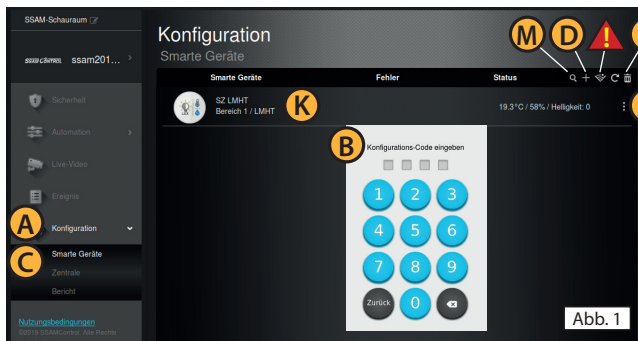 SSAM-Schauraum
SSAMCONTROL ssam201...
Sicherheit
Automation
Live-Video
Ereignis
A Konfiguration
C Smarte Geräte
Zentrale
Bericht
Nutzungsbedingungen
©2018 SSAMControl. Alle Rechte
Konfiguration
Smarte Geräte
M D !
Smarte Geräte Fehler Status
SZ LMHT
Bereich 1 / LMHT
K
19.3°C / 58% / Helligkeit: 0
B
Konfigurations-Code eingeben
1 2 3
4 5 6
7 8 9
Zurück 0
Abb. 1